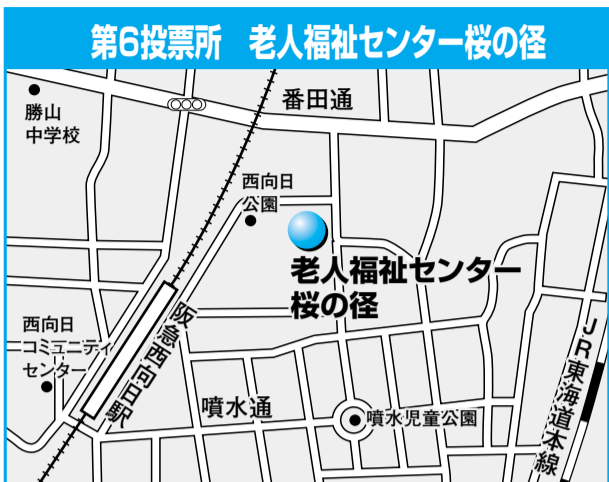 第6投票所　老人福祉センター桜の径
番田通
勝山
中学校
西向日
公園
老人福祉センター
桜の径
阪急西向日駅
西向日
コミュニティ
センター
噴水通
噴水児童公園
JR東海道本線